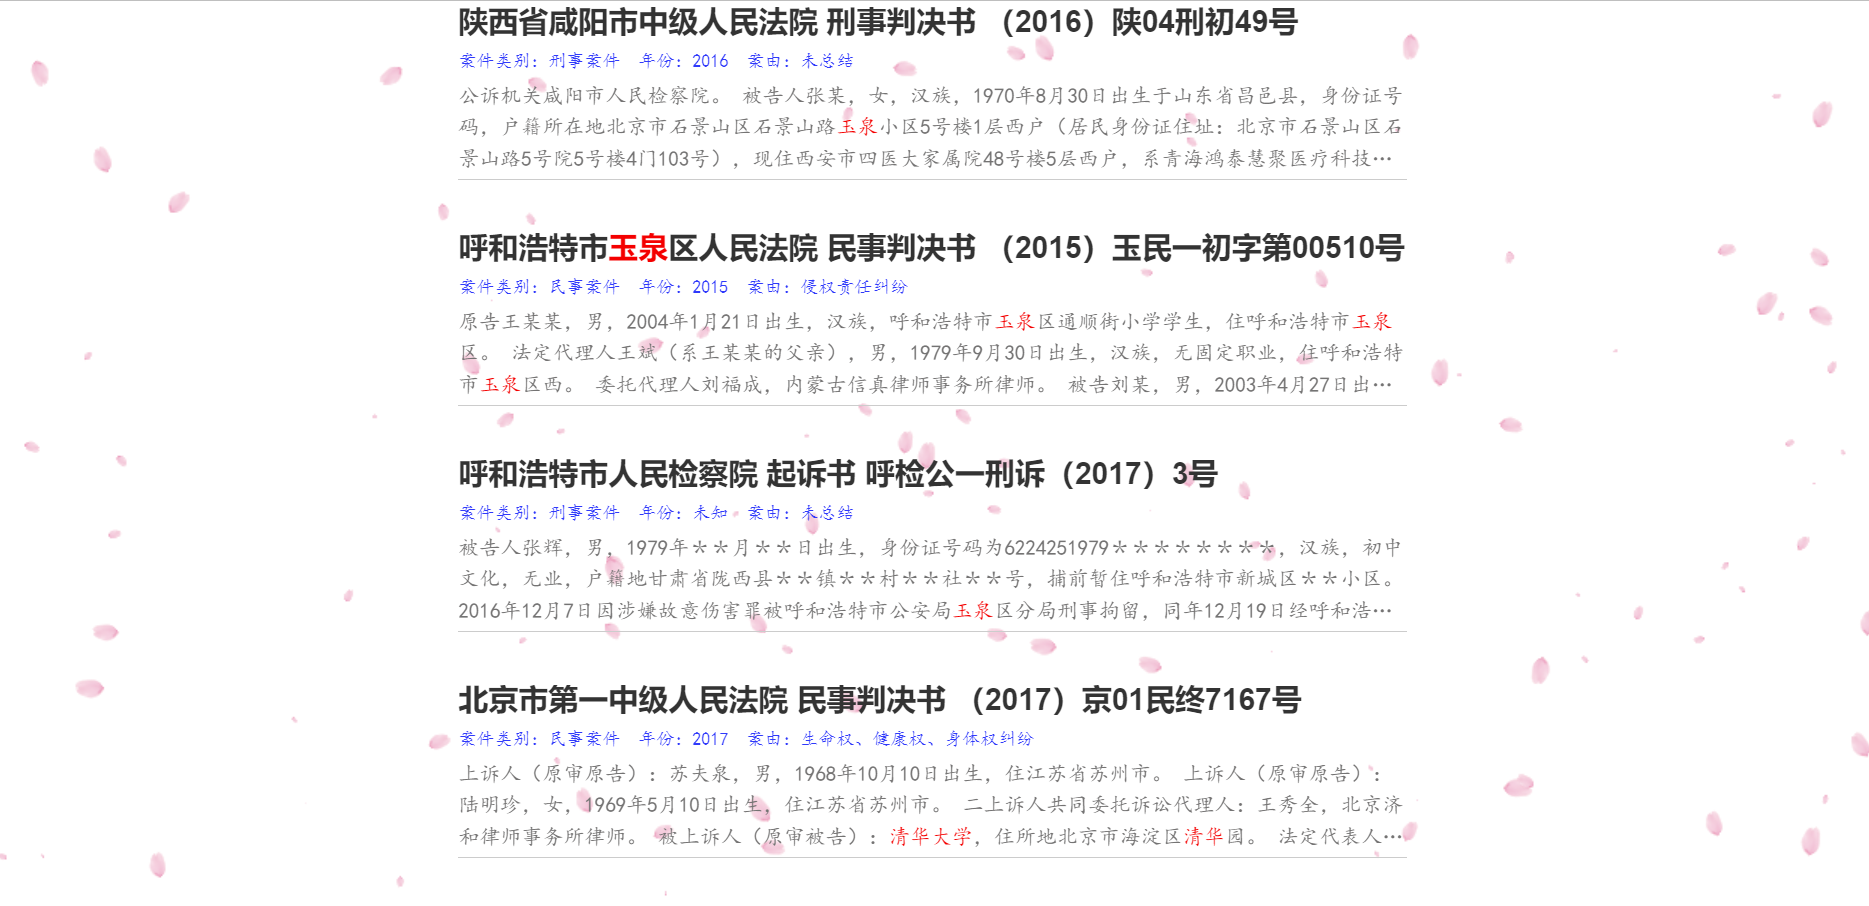 陕西省咸阳市中级人民法院 刑事判决书 （2016）陕04刑初49号
案件类别：刑事案件 年份：2016 案由：未总结
公诉机关咸阳市人民检察院。 被告人张某，女，汉族，1970年8月30日出生于山东省昌邑县，身份证号
码，户籍所在地北京市石景山区石景山路玉泉小区5号楼1层西户（居民身份证住址：北京市石景山区石
景山路5号院5号楼4门103号），现住西安市四医大家属院48号楼5层西户，系青海鸿泰慧聚医疗科技…
呼和浩特市玉泉区人民法院 民事判决书 （2015）玉民一初字第00510号
案件类别：民事案件 年份：2015 案由：侵权责任纠纷
原告王某某，男，2004年1月21日出生，汉族，呼和浩特市玉泉区通顺街小学学生，住呼和浩特市玉泉
区。 法定代理人王斌（系王某某的父亲），男，1979年9月30日出生，汉族，无固定职业，住呼和浩特
市玉泉区西。 委托代理人刘福成，内蒙古信真律师事务所律师。 被告刘某，男，2003年4月27日出…
呼和浩特市人民检察院 起诉书 呼检公一刑诉（2017）3号
案件类别：刑事案件 年份：未知 案由：未总结
被告人张辉，男，1979年＊＊月＊＊日出生，身份证号码为6224251979＊＊＊＊＊＊＊＊，汉族，初中
文化，无业，户籍地甘肃省陇西县＊＊镇＊＊村＊＊社＊＊号，捕前暂住呼和浩特市新城区＊＊小区。
2016年12月7日因涉嫌故意伤害罪被呼和浩特市公安局玉泉区分局刑事拘留，同年12月19日经呼和浩…
北京市第一中级人民法院 民事判决书 （2017）京01民终7167号
案件类别：民事案件 年份：2017 案由：生命权、健康权、身体权纠纷
上诉人（原审原告）：苏夫泉，男，1968年10月10日出生，住江苏省苏州市。 上诉人（原审原告）：
陆明珍，女，1969年5月10日出生，住江苏省苏州市。 二上诉人共同委托诉讼代理人：王秀全，北京济
和律师事务所律师。 被上诉人（原审被告）：清华大学，住所地北京市海淀区清华园。 法定代表人…